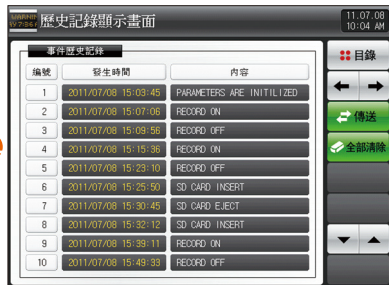 歷史記錄顯示畫面
11.07.08
10:04 AM
事件歷史記錄
編號 發生時間 內容
1 2011/07/08 15:03:45 PARAMETERS ARE INITILIZED
2 2011/07/08 15:07:06 RECORD ON
3 2011/07/08 15:09:56 RECORD OFF
4 2011/07/08 15:15:36 RECORD ON
5 2011/07/08 15:23:10 RECORD OFF
6 2011/07/08 15:25:50 SD CARD INSERT
7 2011/07/08 15:30:45 SD CARD EJECT
8 2011/07/08 15:32:12 SD CARD INSERT
9 2011/07/08 15:39:11 RECORD ON
10 2011/07/08 15:49:33 RECORD OFF
目錄
傳送
全部清除